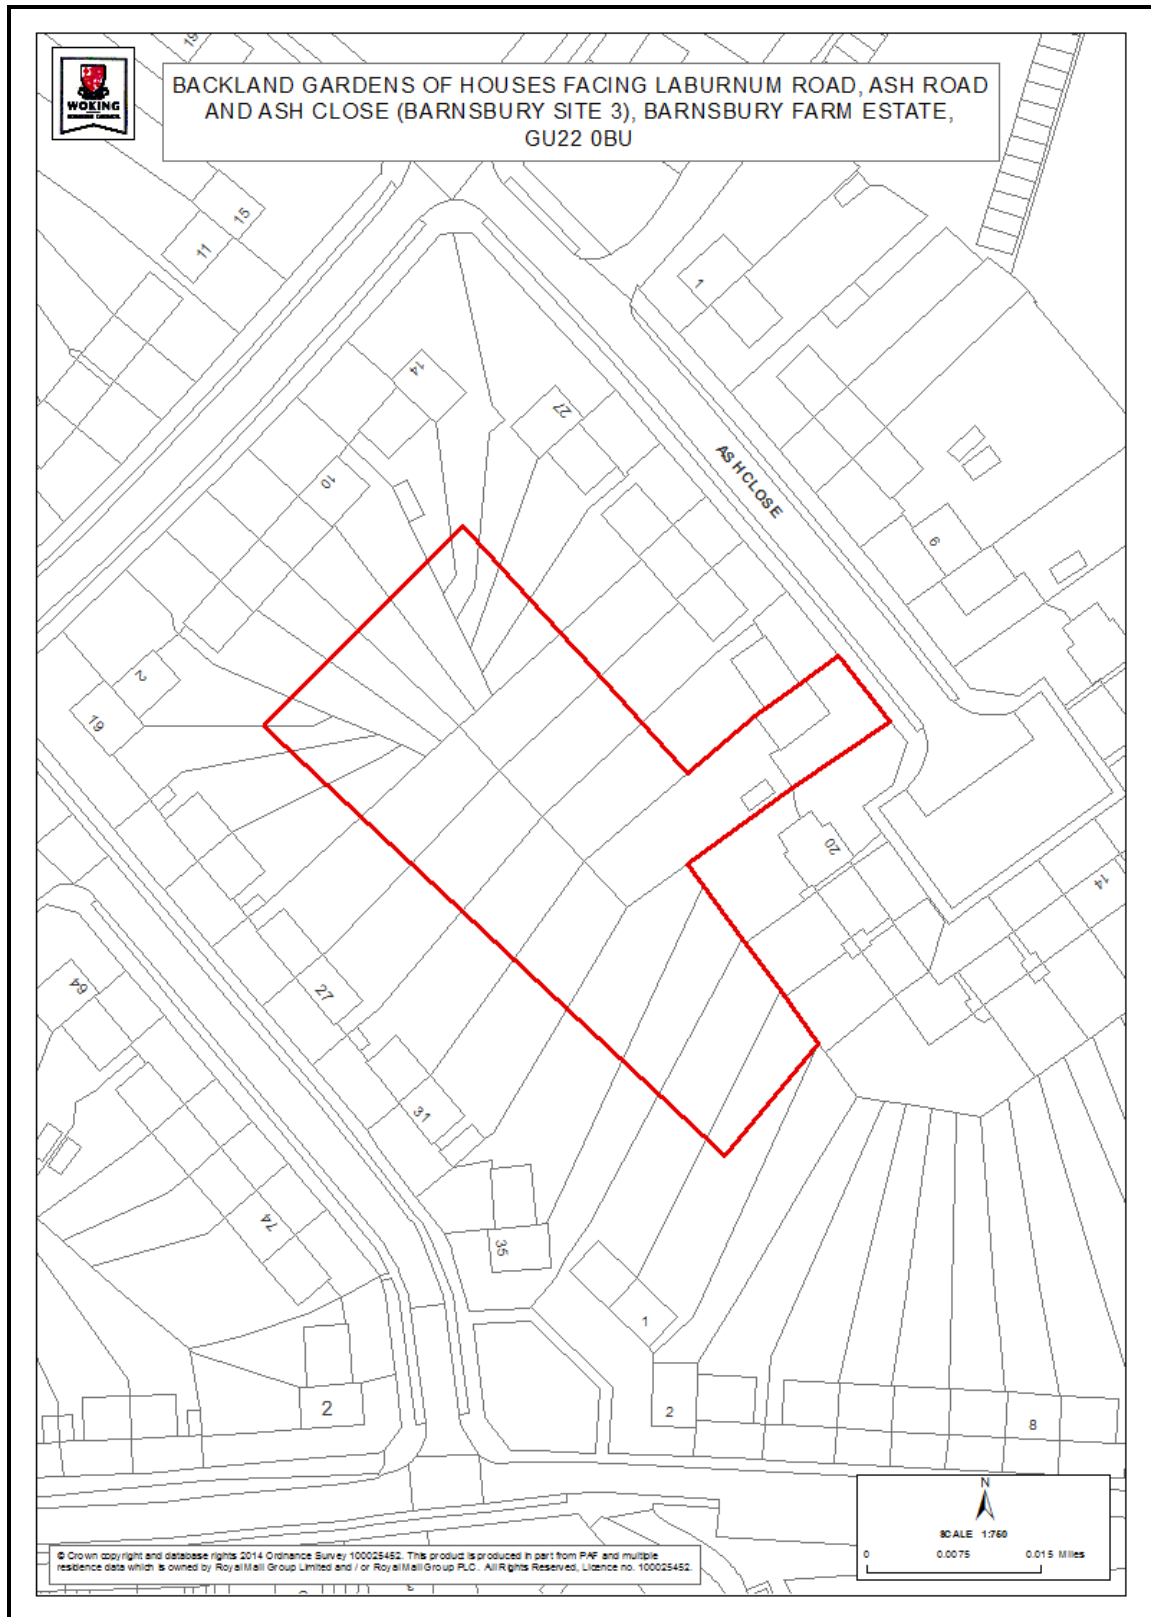 19
WOKING
BOROUGH COUNCIL
BACKLAND GARDENS OF HOUSES FACING LABURNUM ROAD, ASH ROAD
AND ASH CLOSE (BARNSBURY SITE 3), BARNSBURY FARM ESTATE,
GU22 0BU
15
11
1
14
27
ASH CLOSE
10
6
2
19
20
14
64
27
31
74
35
1
2
2
8
N
SCALE 1:750
0 0.0075 0.015 Miles
© Crown copyright and database rights 2014 Ordnance Survey 100025452. This product is produced in part from PAF and multiple
residence data which is owned by Royal Mail Group Limited and / or Royal Mail Group PLC. All Rights Reserved, Licence no. 100025452.